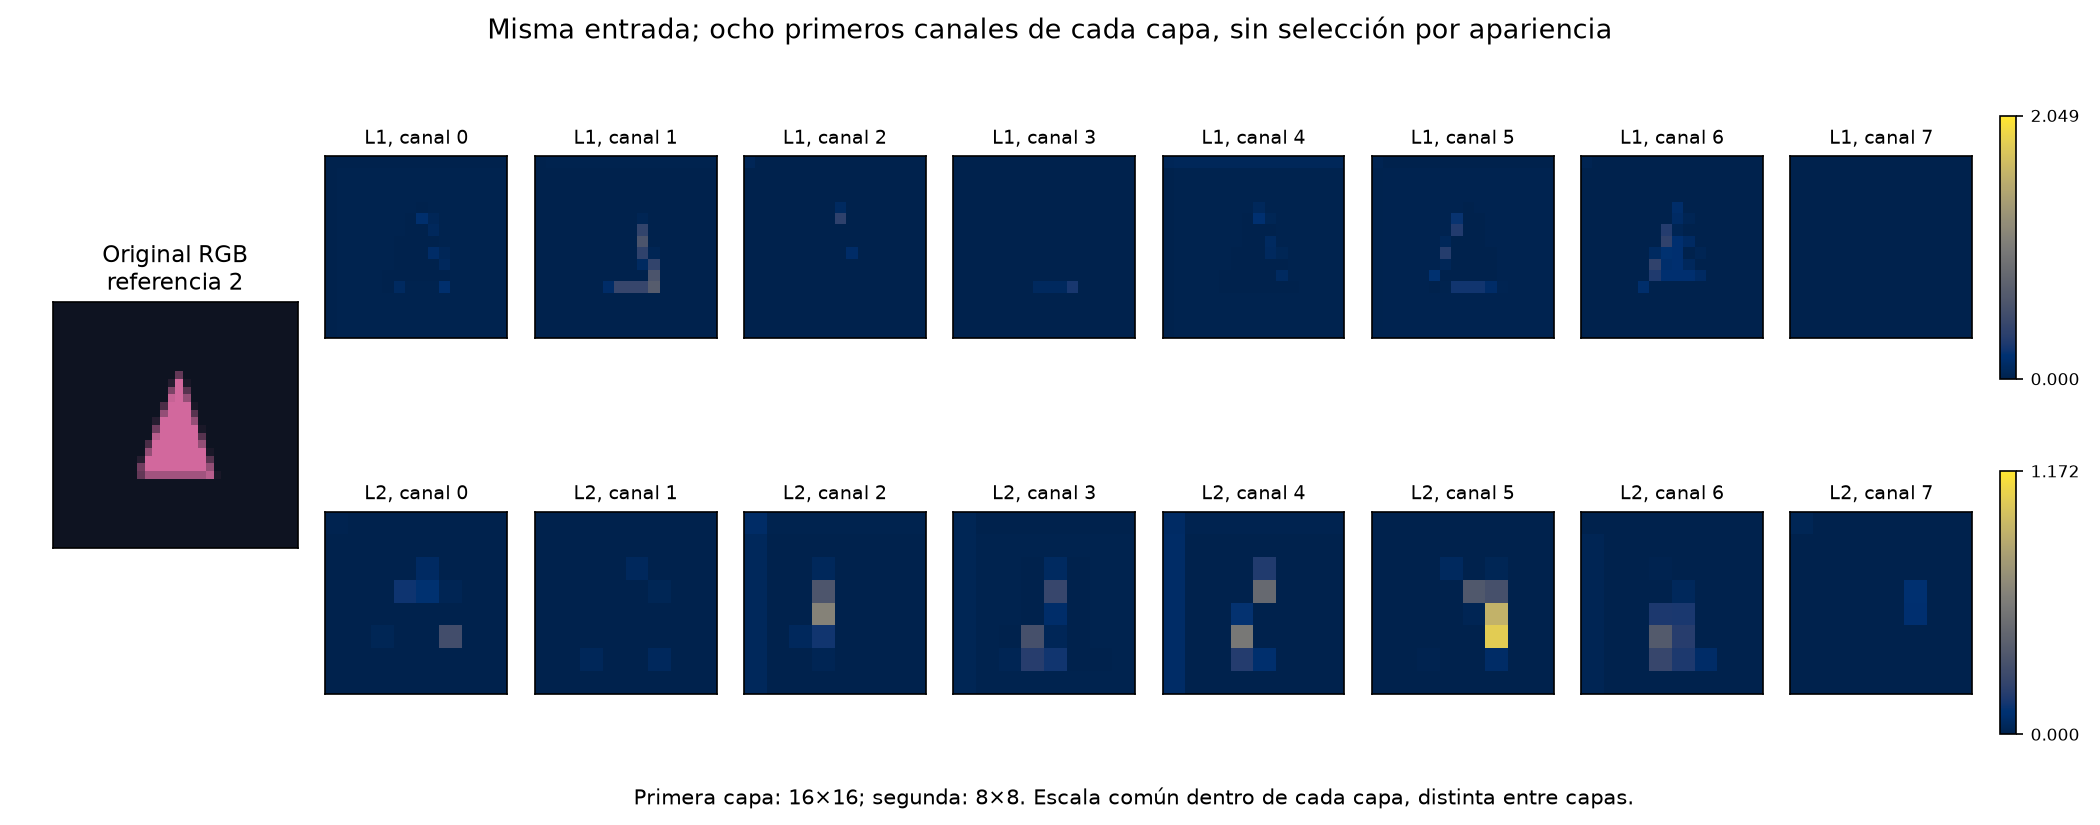 Misma entrada; ocho primeros canales de cada capa, sin selección por apariencia
Original RGB
referencia 2
L1, canal 0
L1, canal 1
L1, canal 2
L1, canal 3
L1, canal 4
L1, canal 5
L1, canal 6
L1, canal 7
2.049
0.000
L2, canal 0
L2, canal 1
L2, canal 2
L2, canal 3
L2, canal 4
L2, canal 5
L2, canal 6
L2, canal 7
1.172
0.000
Primera capa: 16×16; segunda: 8×8. Escala común dentro de cada capa, distinta entre capas.